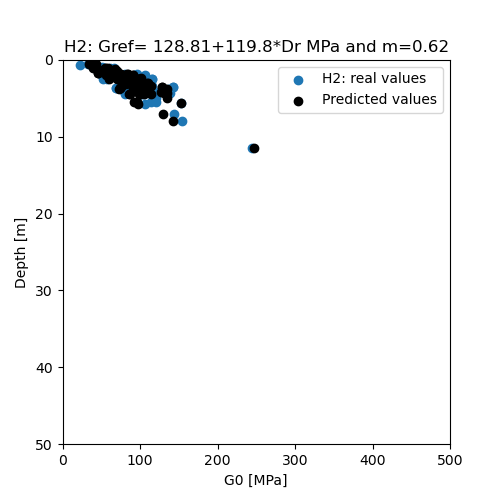 H2: Gref= 128.81+119.8*Dr MPa and m=0.62
H2: real values
Predicted values
0
10
20
30
40
50
Depth [m]
0
100
200
300
400
500
G0 [MPa]